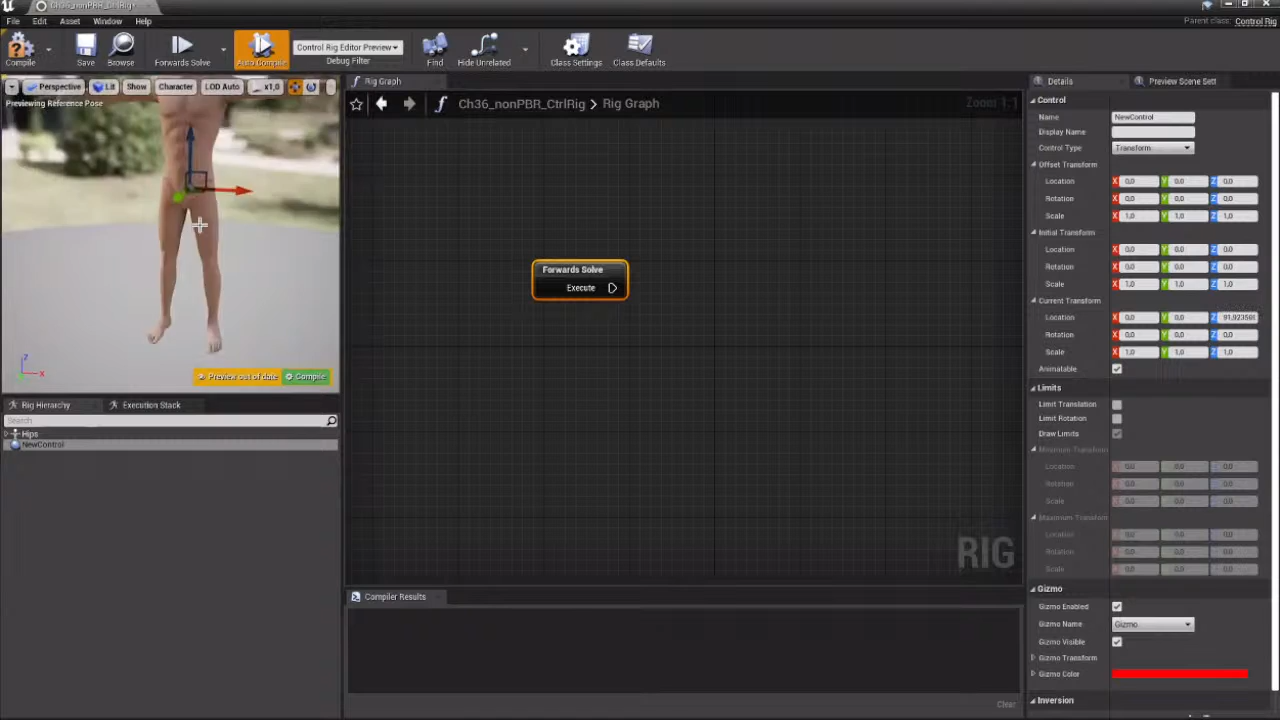 Ch36_nonPBR_CtrlRig*
File Edit Asset Window Help
Parent class: Control Rig
Compile Save Browse Forwards Solve Auto Compile Control Rig Editor Preview Debug Filter Find Hide Unrelated Class Settings Class Defaults
Perspective Lit Show Character LOD Auto x1,0
Previewing Reference Pose
Z
X
Preview out of date Compile
Rig Hierarchy Execution Stack
Search
Hips
NewControl
Rig Graph
Ch36_nonPBR_CtrlRig > Rig Graph
Zoom 1:1
Forwards Solve
Execute
RIG
Compiler Results
Clear
Details Preview Scene Sett
Control
Name NewControl
Display Name
Control Type Transform
Offset Transform
Location X 0,0 Y 0,0 Z 0,0
Rotation X 0,0 Y 0,0 Z 0,0
Scale X 1,0 Y 1,0 Z 1,0
Initial Transform
Location X 0,0 Y 0,0 Z 0,0
Rotation X 0,0 Y 0,0 Z 0,0
Scale X 1,0 Y 1,0 Z 1,0
Current Transform
Location X 0,0 Y 0,0 Z
Rotation X 0,0 Y 0,0 Z 0,0
Scale X 1,0 Y 1,0 Z 1,0
Animatable
Limits
Limit Translation
Limit Rotation
Draw Limits
Minimum Transform
Location X 0,0 Y 0,0 Z 0,0
Rotation X 0,0 Y 0,0 Z 0,0
Scale X 0,0 Y 0,0 Z 0,0
Maximum Transform
Location X 0,0 Y 0,0 Z 0,0
Rotation X 0,0 Y 0,0 Z 0,0
Scale X 0,0 Y 0,0 Z 0,0
Gizmo
Gizmo Enabled
Gizmo Name Gizmo
Gizmo Visible
Gizmo Transform
Gizmo Color
Inversion